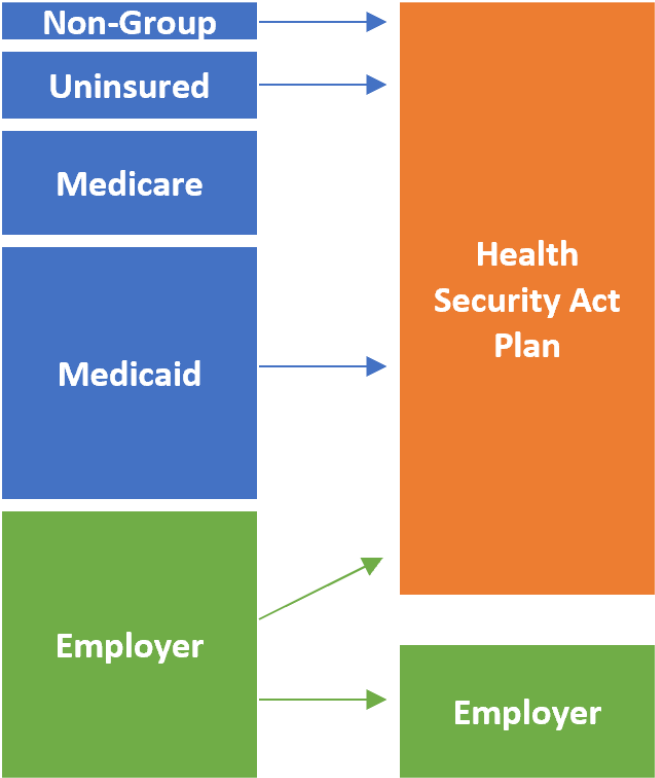 Non-Group
Uninsured
Medicare
Medicaid
Employer
Health
Security Act
Plan
Employer